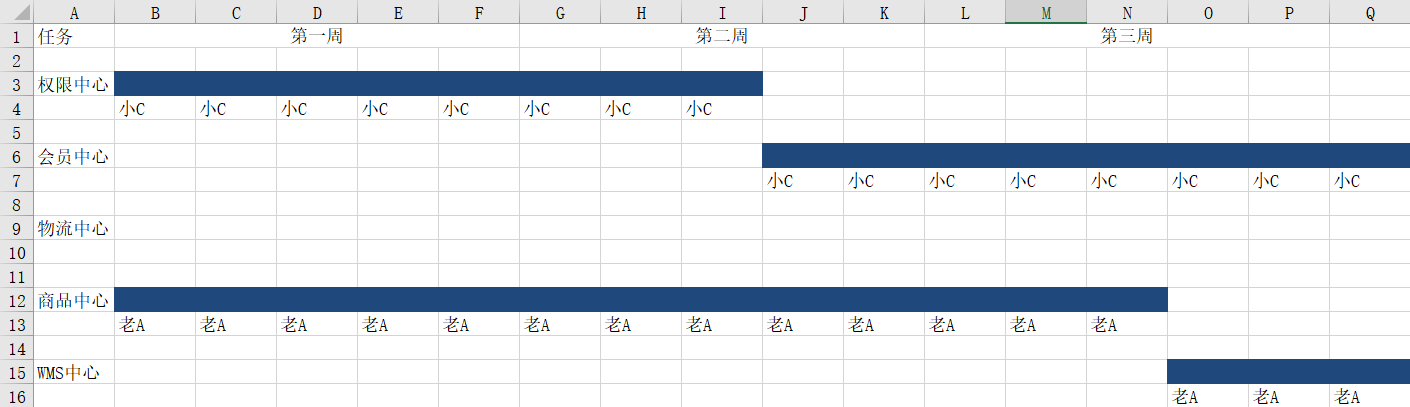 A B C D E F G H I J K L M N O P Q
1 任务 第一周 第二周 第三周
2
3 权限中心
4 小C 小C 小C 小C 小C 小C 小C 小C
5
6 会员中心
7 小C 小C 小C 小C 小C 小C 小C 小C
8
9 物流中心
10
11
12 商品中心
13 老A 老A 老A 老A 老A 老A 老A 老A 老A 老A 老A 老A 老A
14
15 WMS中心
16 老A 老A 老A